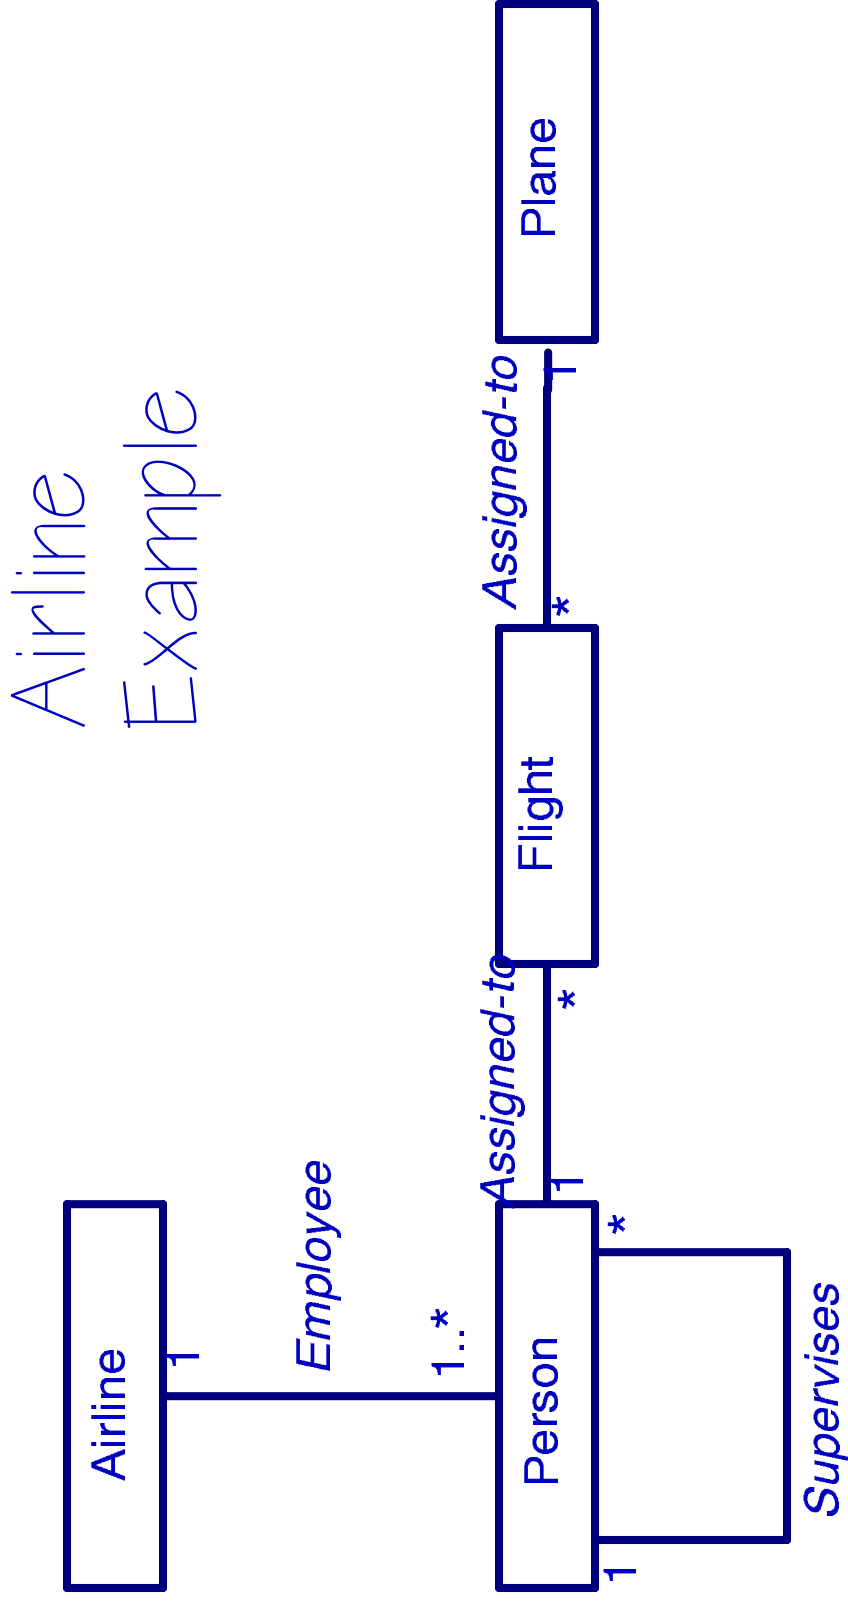 Airline
Example
Airline
1
Employee
1..*
Person
Assigned-to
1
*
Flight
Assigned-to
*
1
Plane
*
1
Supervises